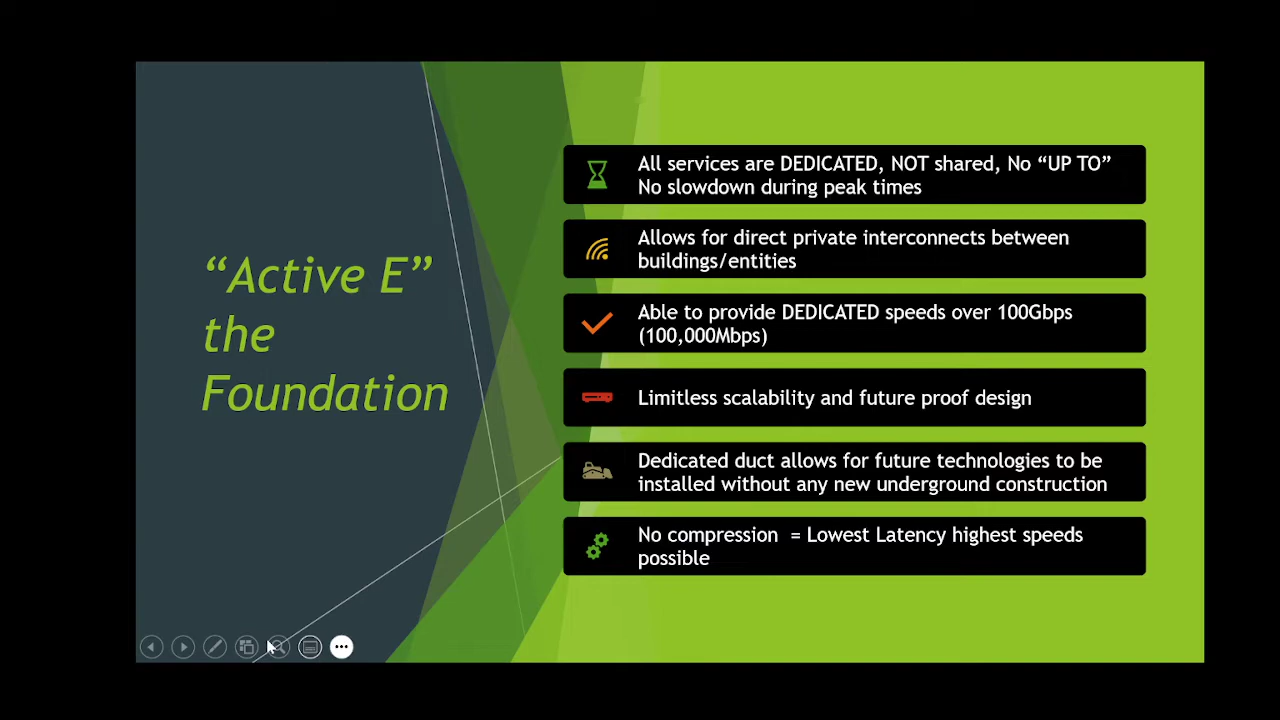 “Active E”
the
Foundation
All services are DEDICATED, NOT shared, No “UP TO”
No slowdown during peak times
Allows for direct private interconnects between
buildings/entities
Able to provide DEDICATED speeds over 100Gbps
(100,000Mbps)
Limitless scalability and future proof design
Dedicated duct allows for future technologies to be
installed without any new underground construction
No compression  = Lowest Latency highest speeds
possible